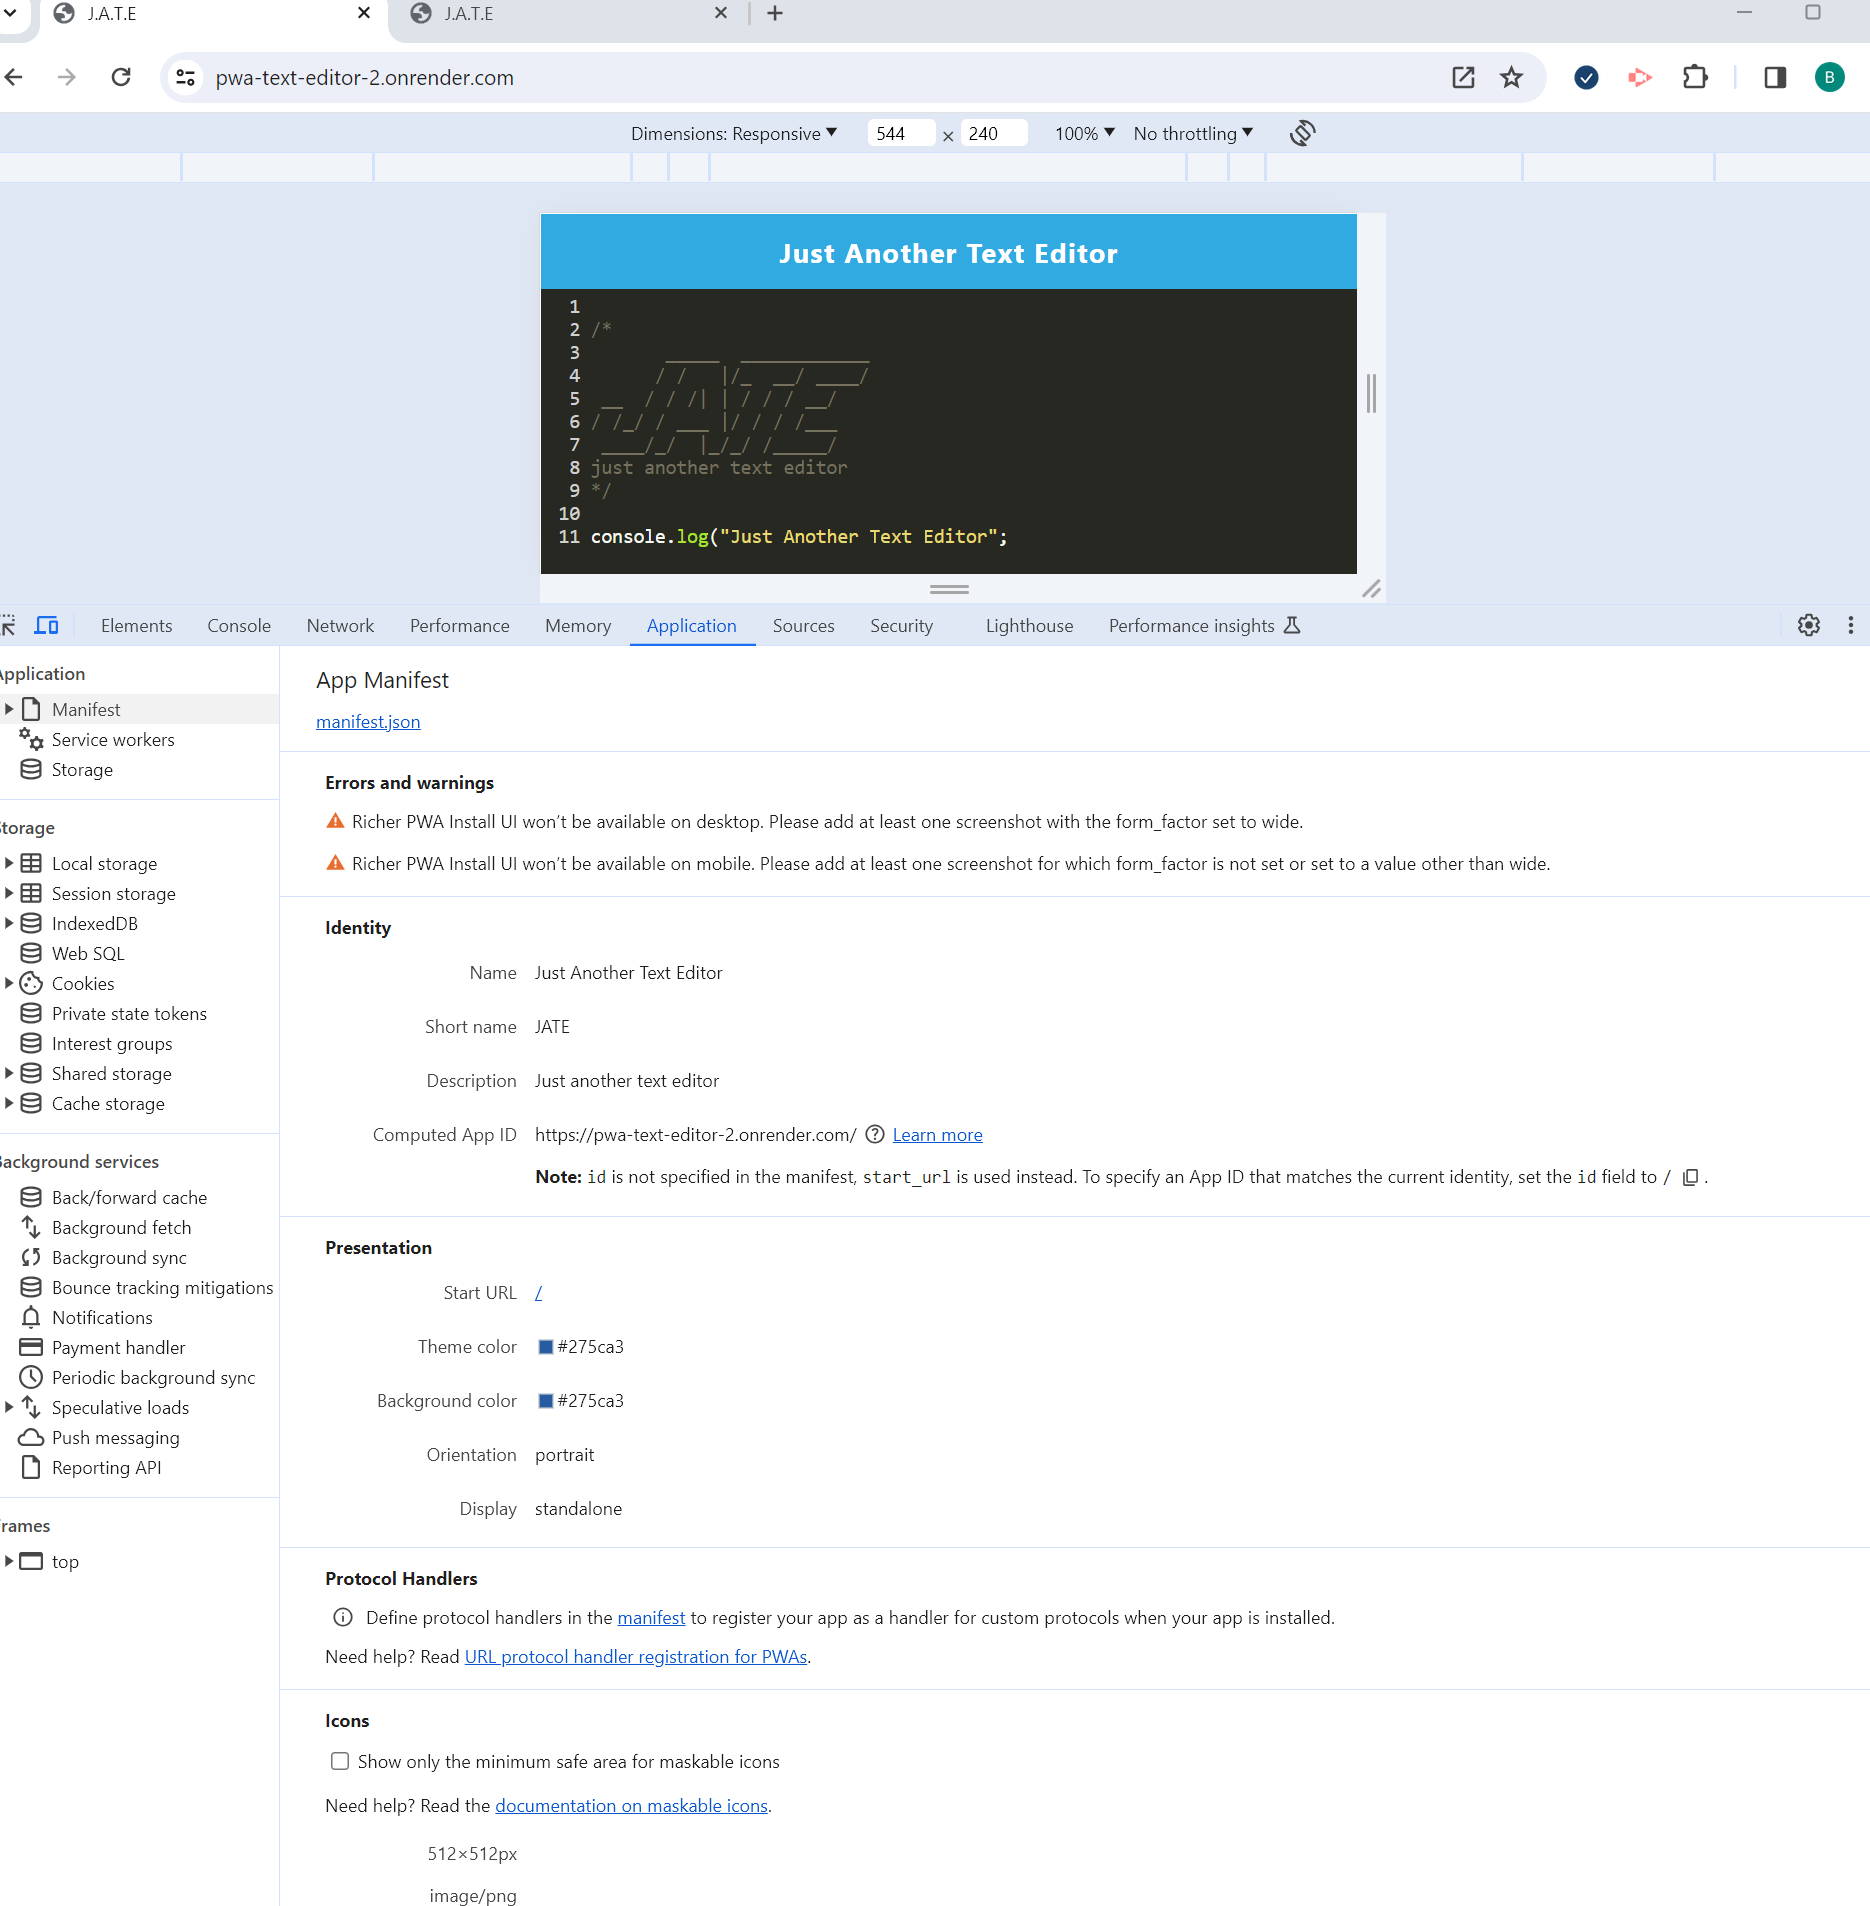 J.A.T.E
J.A.T.E
pwa-text-editor-2.onrender.com
B
Dimensions: Responsive 544 × 240 100% No throttling
Just Another Text Editor
1
2 /*
3         _____  ____________
4       / /   |/_  __/ ____/
5  __  / / /| | / / / __/
6 / /_/ / ___ |/ / / /___
7  ____/_/  |_/_/ /_____/
8 just another text editor
9 */
10
11 console.log("Just Another Text Editor";
Elements Console Network Performance Memory Application Sources Security Lighthouse Performance insights
Application
Manifest
Service workers
Storage
Storage
Local storage
Session storage
IndexedDB
Web SQL
Cookies
Private state tokens
Interest groups
Shared storage
Cache storage
Background services
Back/forward cache
Background fetch
Background sync
Bounce tracking mitigations
Notifications
Payment handler
Periodic background sync
Speculative loads
Push messaging
Reporting API
Frames
top
App Manifest
manifest.json
Errors and warnings
Richer PWA Install UI won't be available on desktop. Please add at least one screenshot with the form_factor set to wide.
Richer PWA Install UI won't be available on mobile. Please add at least one screenshot for which form_factor is not set or set to a value other than wide.
Identity
Name Just Another Text Editor
Short name JATE
Description Just another text editor
Computed App ID https://pwa-text-editor-2.onrender.com/ Learn more
Note: id is not specified in the manifest, start_url is used instead. To specify an App ID that matches the current identity, set the id field to / .
Presentation
Start URL /
Theme color #275ca3
Background color #275ca3
Orientation portrait
Display standalone
Protocol Handlers
Define protocol handlers in the manifest to register your app as a handler for custom protocols when your app is installed.
Need help? Read URL protocol handler registration for PWAs.
Icons
Show only the minimum safe area for maskable icons
Need help? Read the documentation on maskable icons.
512×512px
image/png